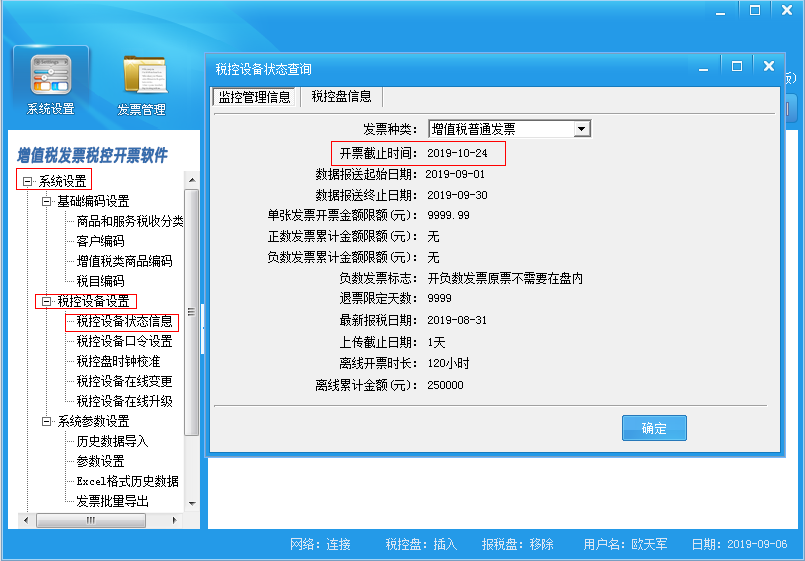 系统设置
发票管理
版)
增值税发票税控开票软件
系统设置
基础编码设置
商品和服务税收分类
客户编码
增值税类商品编码
税目编码
税控设备设置
税控设备状态信息
税控设备口令设置
税控盘时钟校准
税控设备在线变更
税控设备在线升级
系统参数设置
历史数据导入
参数设置
Excel格式历史数据
发票批量导出
税控设备状态查询
监控管理信息 税控盘信息
发票种类: 增值税普通发票
开票截止时间: 2019-10-24
数据报送起始日期: 2019-09-01
数据报送终止日期: 2019-09-30
单张发票开票金额限额(元): 9999.99
正数发票累计金额限额(元): 无
负数发票累计金额限额(元): 无
负数发票标志: 开负数发票原票不需要在盘内
退票限定天数: 9999
最新报税日期: 2019-08-31
上传截止日期: 1天
离线开票时长: 120小时
离线累计金额(元): 250000
确定
网络: 连接 税控盘: 插入 报税盘: 移除 用户名: 欧天军 日期: 2019-09-06